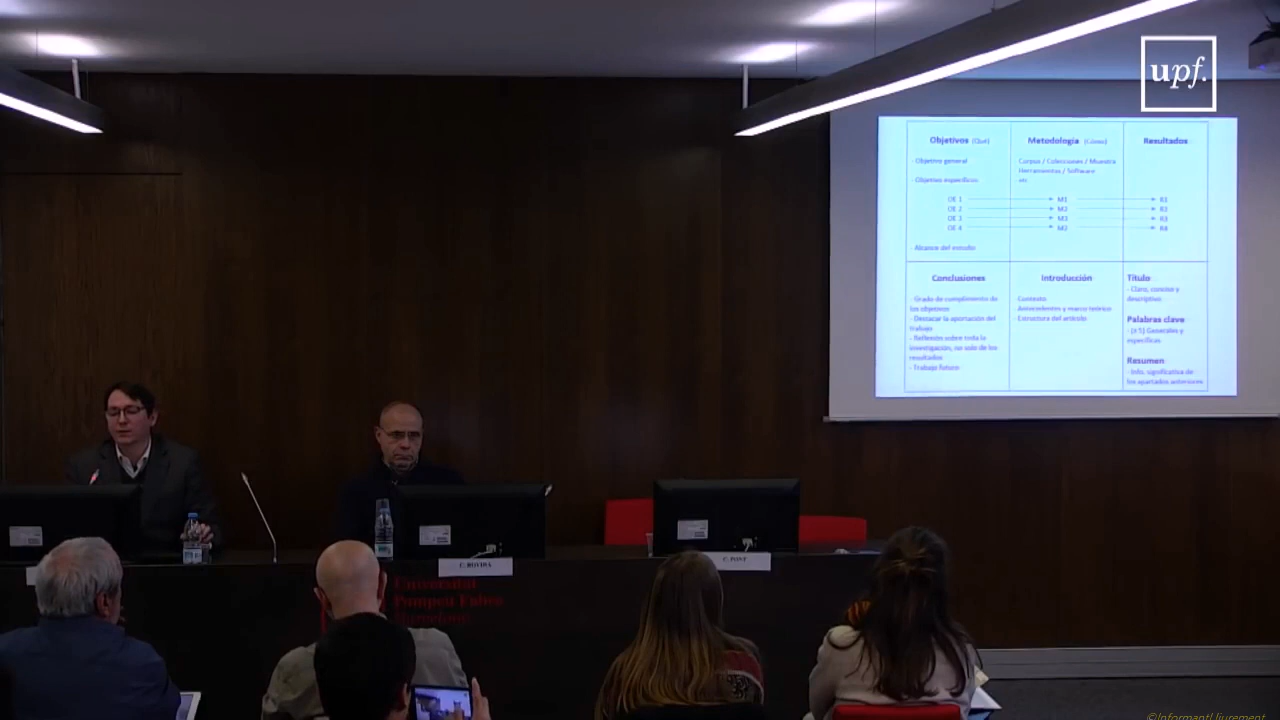 upf.
Objetivos (Qué)
- Objetivo general
- Objetivos específicos
OE 1
OE 2
OE 3
OE 4
- Alcance del estudio
Metodología (Cómo)
Corpus / Colecciones / Muestra
Herramientas / Software
etc
M1
M2
M3
M2
Resultados
R1
R2
R3
R4
Conclusiones
- Grado de cumplimiento de
los objetivos
- Destacar la aportación del
trabajo
- Reflexión sobre toda la
investigación, no solo de los
resultados
- Trabajo futuro
Introducción
Contexto
Antecedentes y marco teórico
Estructura del artículo
Título
- Claro, conciso y
descriptivo
Palabras clave
- (± 5) Generales y
específicas
Resumen
- Info. significativa de
los apartados anteriores
C. ROVIRA
C. PONT
Universitat
Pompeu Fabra
Barcelona
©InformantLliurement